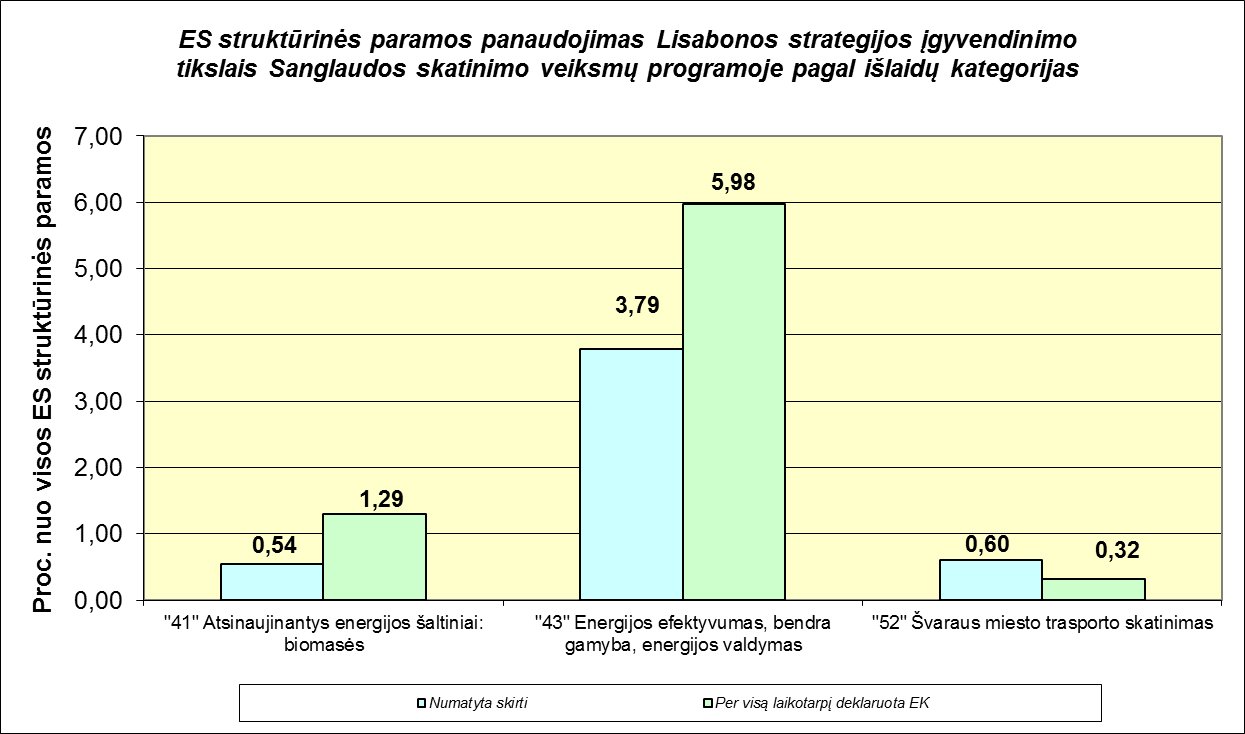 ES struktūrinės paramos panaudojimas Lisabonos strategijos įgyvendinimo
tikslais Sanglaudos skatinimo veiksmų programoje pagal išlaidų kategorijas
Proc. nuo visos ES struktūrinės paramos
7,00
6,00
5,00
4,00
3,00
2,00
1,00
0,00
0,54
1,29
3,79
5,98
0,60
0,32
"41" Atsinaujinantys energijos šaltiniai:
biomasės
"43" Energijos efektyvumas, bendra
gamyba, energijos valdymas
"52" Švaraus miesto trasporto skatinimas
Numatyta skirti
Per visą laikotarpį deklaruota EK